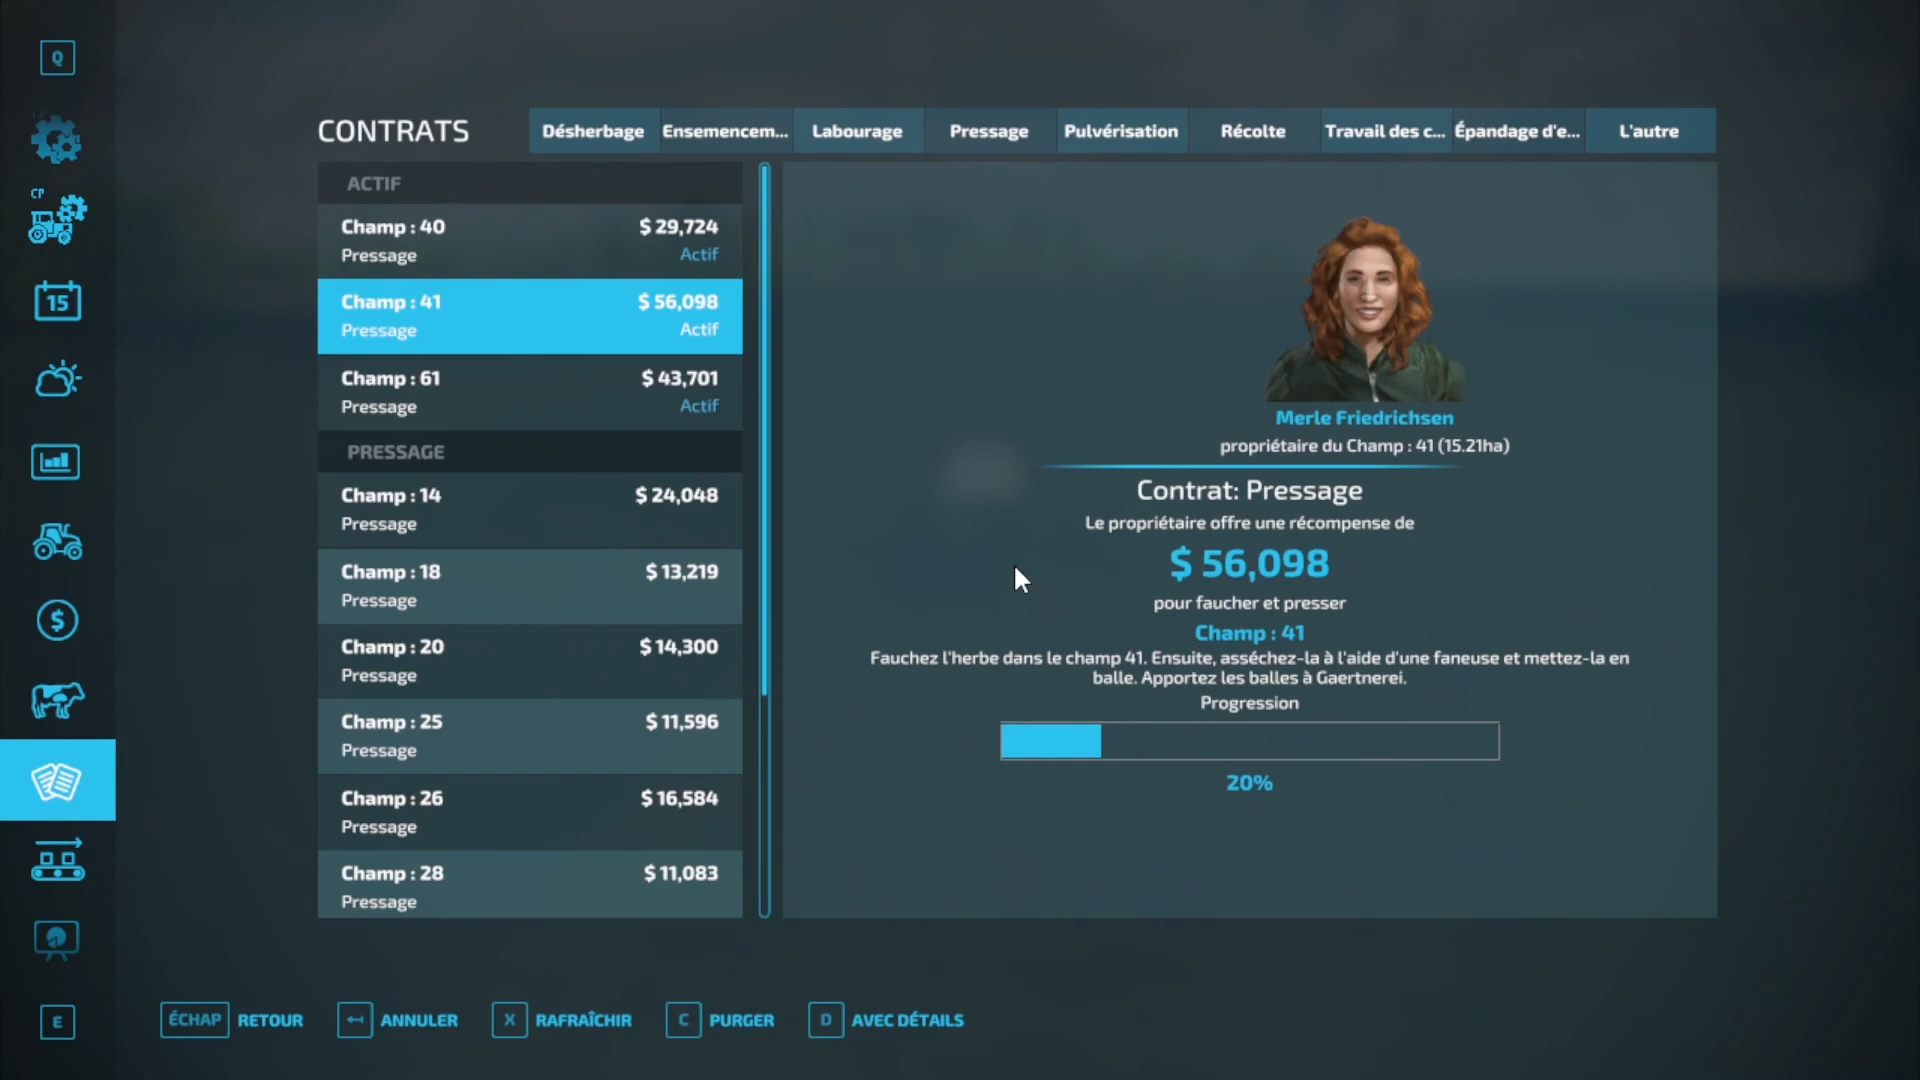 Q
CP
15
E
CONTRATS
Désherbage
Ensemencem...
Labourage
Pressage
Pulvérisation
Récolte
Travail des c...
Épandage d'e...
L'autre
ACTIF
Champ : 40 $ 29,724
Pressage Actif
Champ : 41 $ 56,098
Pressage Actif
Champ : 61 $ 43,701
Pressage Actif
PRESSAGE
Champ : 14 $ 24,048
Pressage
Champ : 18 $ 13,219
Pressage
Champ : 20 $ 14,300
Pressage
Champ : 25 $ 11,596
Pressage
Champ : 26 $ 16,584
Pressage
Champ : 28 $ 11,083
Pressage
Merle Friedrichsen
propriétaire du Champ : 41 (15.21ha)
Contrat: Pressage
Le propriétaire offre une récompense de
$ 56,098
pour faucher et presser
Champ : 41
Fauchez l'herbe dans le champ 41. Ensuite, asséchez-la à l'aide d'une faneuse et mettez-la en
balle. Apportez les balles à Gaertnerei.
Progression
20%
ÉCHAP RETOUR
ANNULER
X RAFRAÎCHIR
C PURGER
D AVEC DÉTAILS